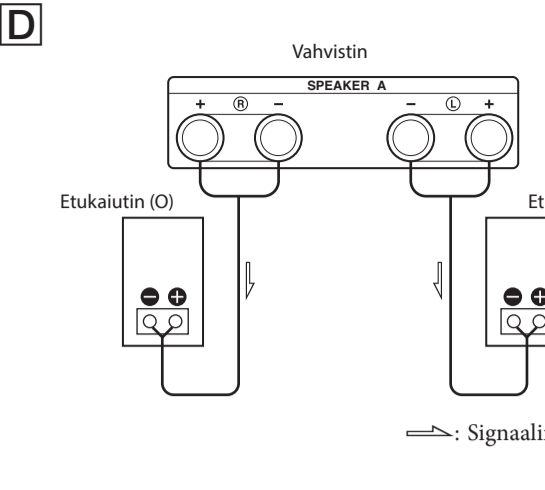 D
Vahvistin
SPEAKER A
+ R − − L +
Etukaiutin (O)
− +
− +